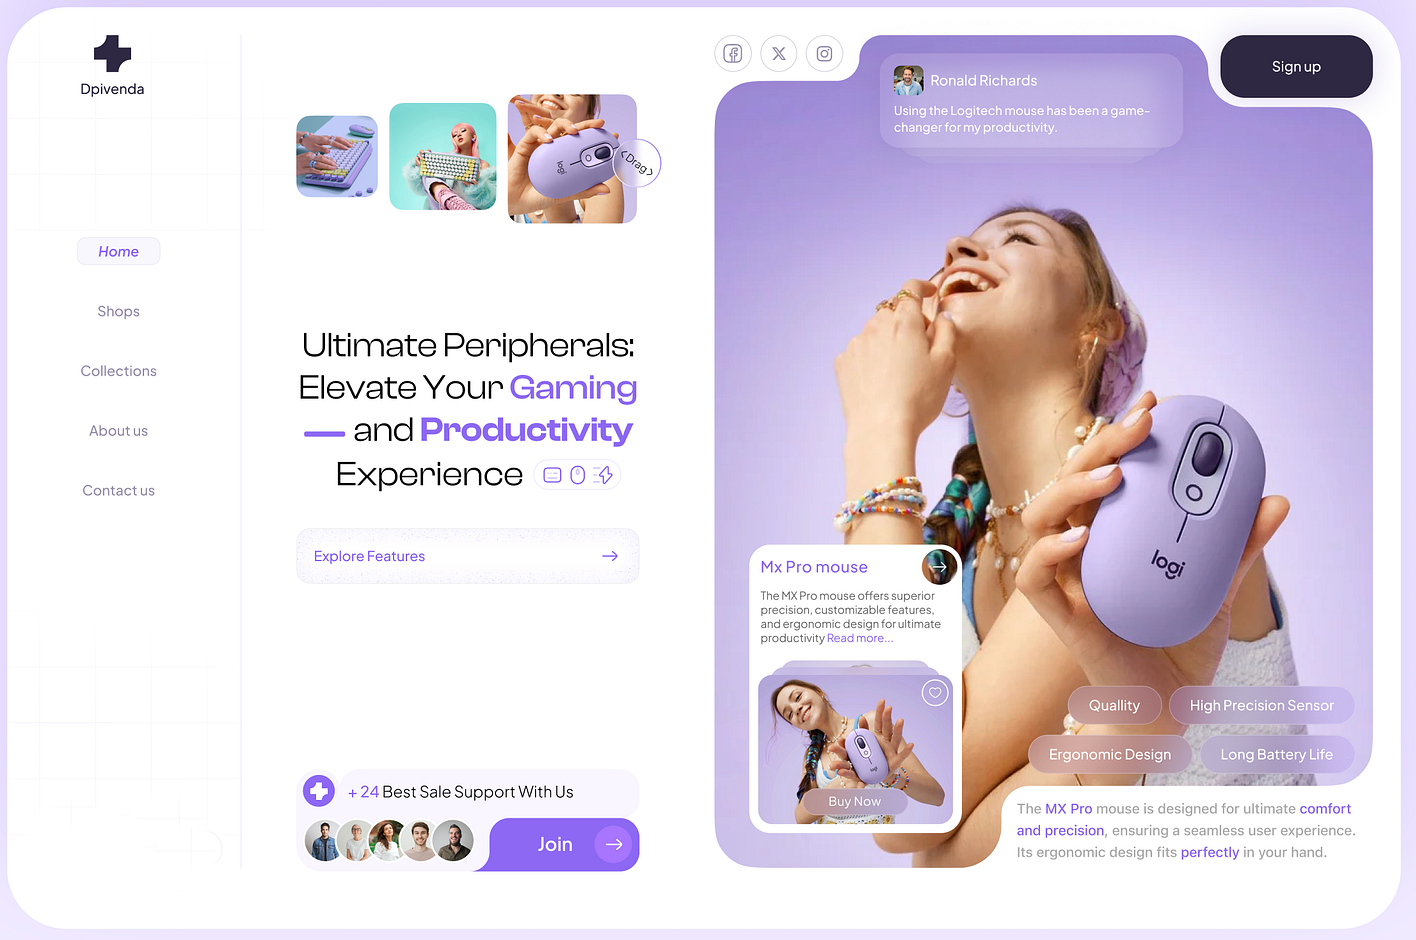 Dpivenda
Home
Shops
Collections
About us
Contact us
logi
<Drag>
Ultimate Peripherals:
Elevate Your Gaming
— and Productivity
Experience
Explore Features
+ 24 Best Sale Support With Us
Join
Ronald Richards
Using the Logitech mouse has been a game-
changer for my productivity.
Sign up
logi
Mx Pro mouse
The MX Pro mouse offers superior
precision, customizable features,
and ergonomic design for ultimate
productivity Read more...
logi
Buy Now
Quallity
High Precision Sensor
Ergonomic Design
Long Battery Life
The MX Pro mouse is designed for ultimate comfort
and precision, ensuring a seamless user experience.
Its ergonomic design fits perfectly in your hand.